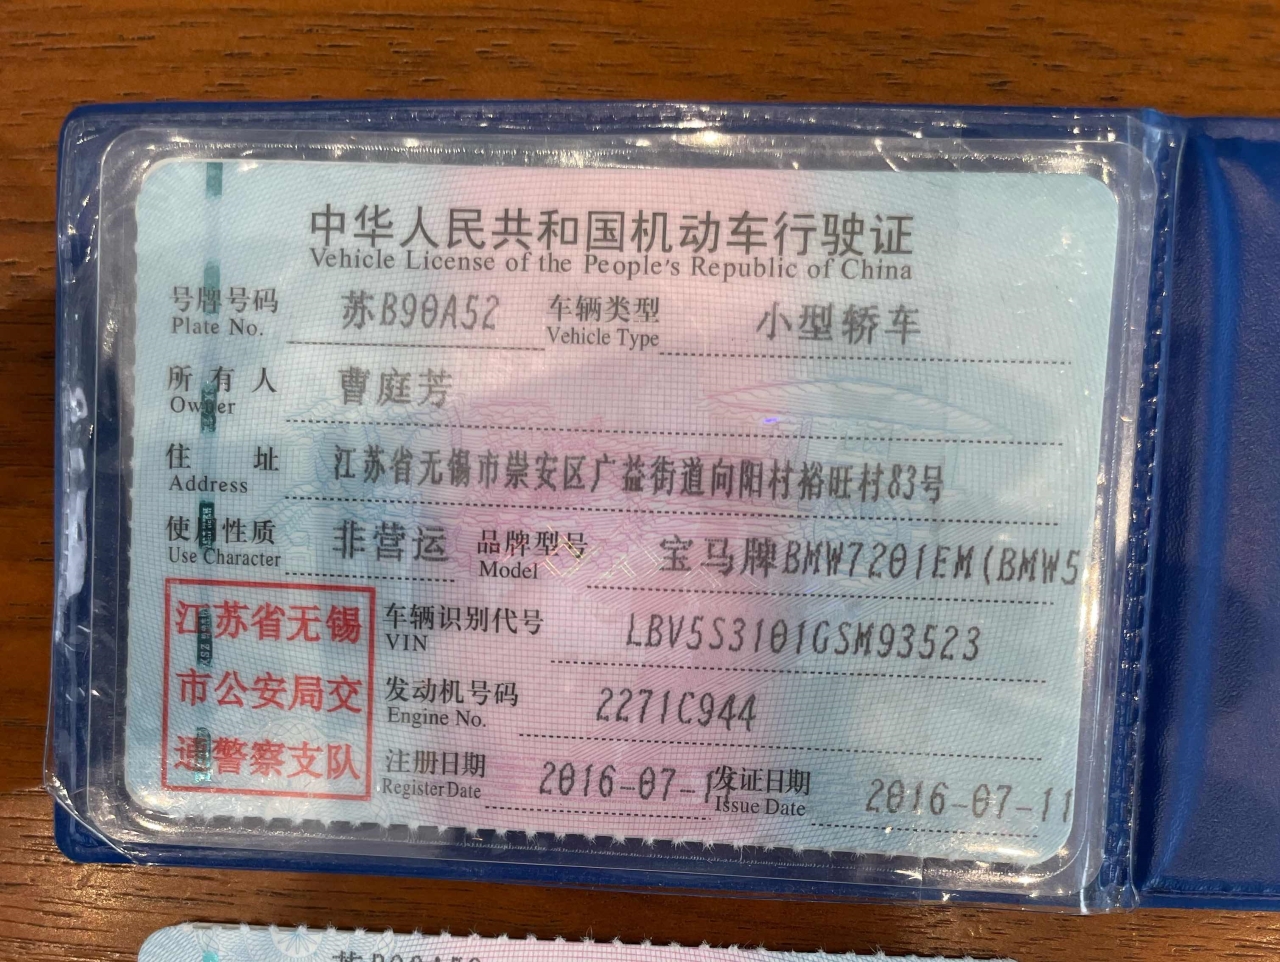 中华人民共和国机动车行驶证
Vehicle License of the People's Republic of China
号牌号码 苏B90A52 车辆类型 小型轿车
Plate No. Vehicle Type
所有人 曹庭芳
Owner
住址 江苏省无锡市崇安区广益街道向阳村裕旺村83号
Address
使用性质 非营运 品牌型号 宝马牌BMW7201EM(BMW5
Use Character Model
江苏省无锡
市公安局交
通警察支队
车辆识别代号 LBV5S3101GSM93523
VIN
发动机号码 2271C944
Engine No.
注册日期 2016-07-1 发证日期 2016-07-11
Register Date Issue Date